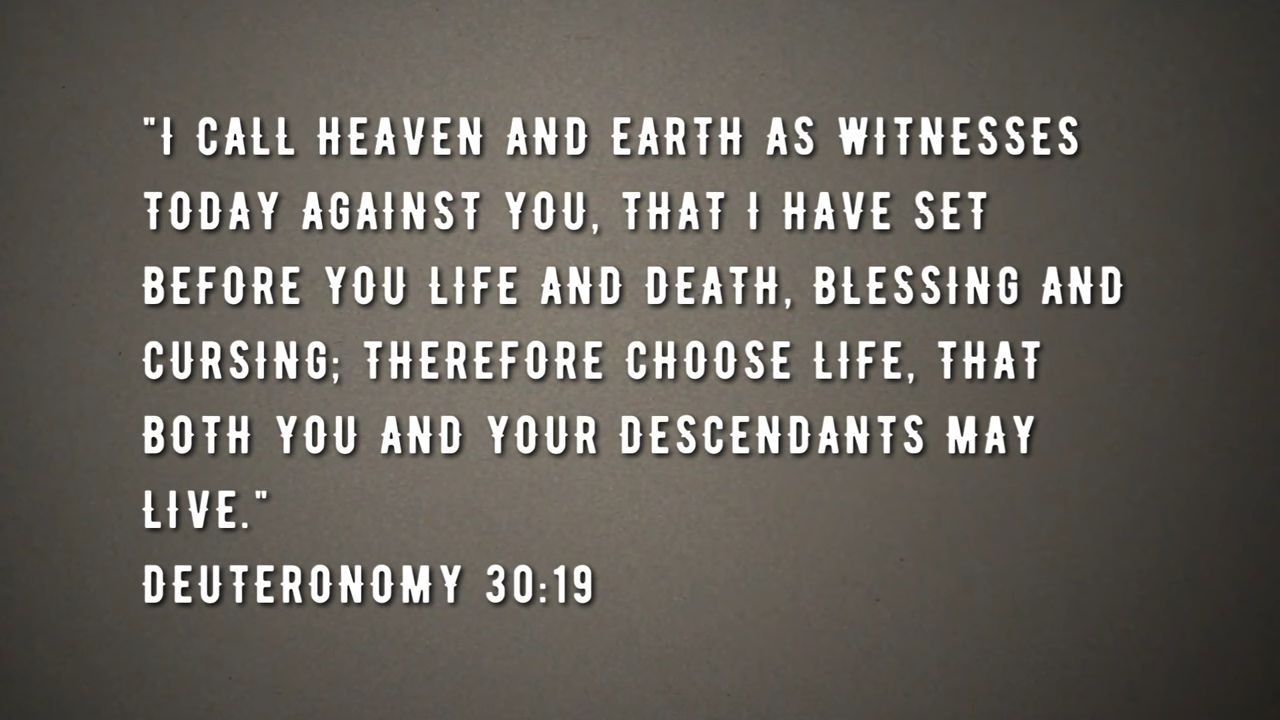 "I CALL HEAVEN AND EARTH AS WITNESSES
TODAY AGAINST YOU, THAT I HAVE SET
BEFORE YOU LIFE AND DEATH, BLESSING AND
CURSING; THEREFORE CHOOSE LIFE, THAT
BOTH YOU AND YOUR DESCENDANTS MAY
LIVE."
DEUTERONOMY 30:19